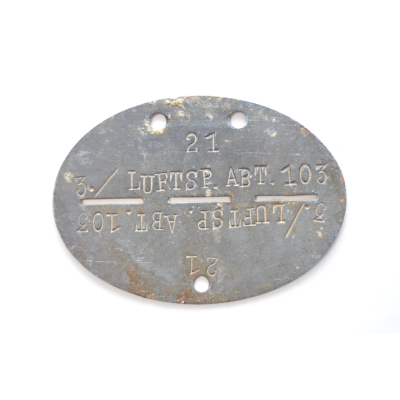 21
3./ LUFTSP. ABT. 103
3./LUFTSP. ABT. 103
21